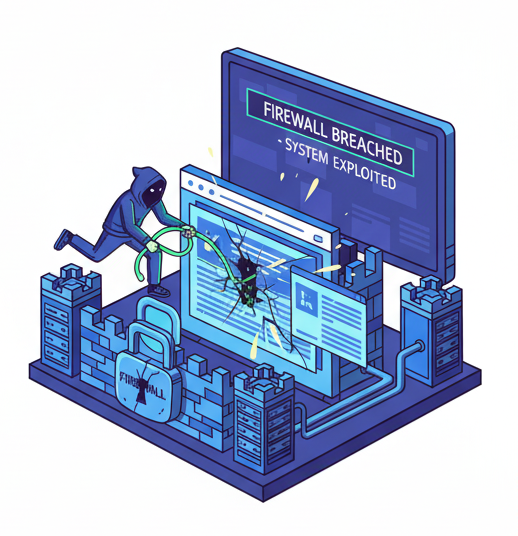 FIREWALL BREACHED
- SYSTEM EXPLOITED
FIREWALL